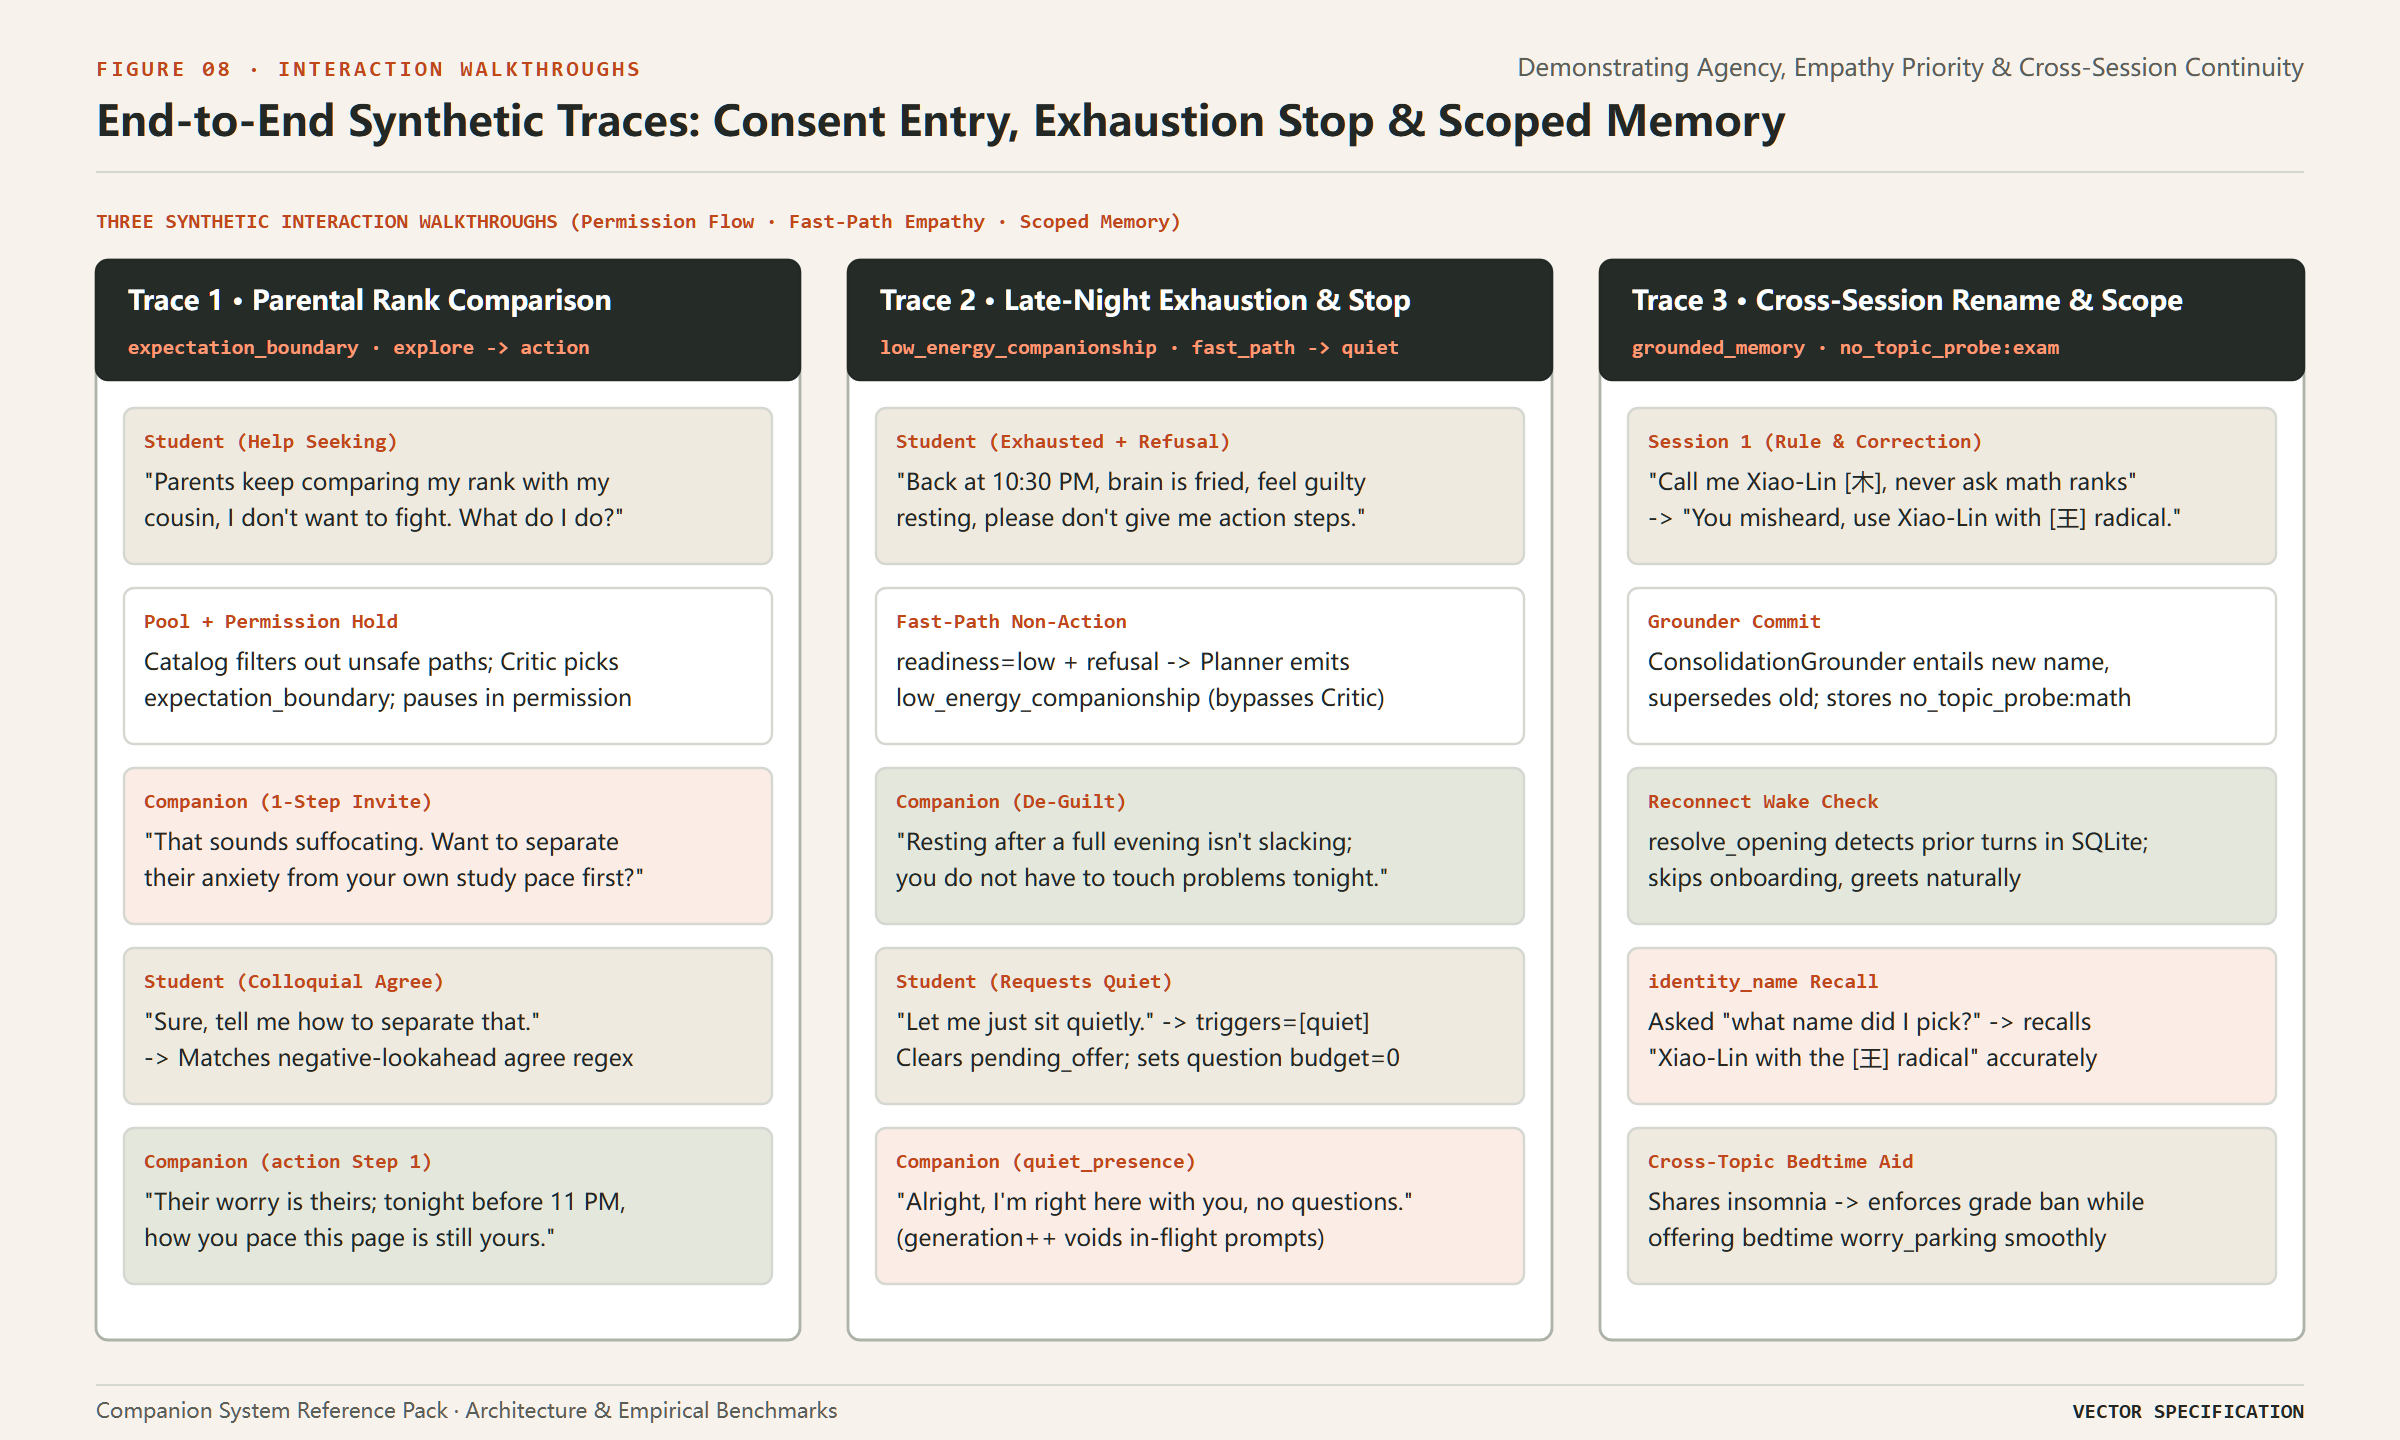 FIGURE 08 · INTERACTION WALKTHROUGHS
Demonstrating Agency, Empathy Priority & Cross-Session Continuity
End-to-End Synthetic Traces: Consent Entry, Exhaustion Stop & Scoped Memory
THREE SYNTHETIC INTERACTION WALKTHROUGHS (Permission Flow · Fast-Path Empathy · Scoped Memory)
Trace 1 • Parental Rank Comparison
expectation_boundary · explore -> action
Student (Help Seeking)
"Parents keep comparing my rank with my
cousin, I don't want to fight. What do I do?"
Pool + Permission Hold
Catalog filters out unsafe paths; Critic picks
expectation_boundary; pauses in permission
Companion (1-Step Invite)
"That sounds suffocating. Want to separate
their anxiety from your own study pace first?"
Student (Colloquial Agree)
"Sure, tell me how to separate that."
-> Matches negative-lookahead agree regex
Companion (action Step 1)
"Their worry is theirs; tonight before 11 PM,
how you pace this page is still yours."
Trace 2 • Late-Night Exhaustion & Stop
low_energy_companionship · fast_path -> quiet
Student (Exhausted + Refusal)
"Back at 10:30 PM, brain is fried, feel guilty
resting, please don't give me action steps."
Fast-Path Non-Action
readiness=low + refusal -> Planner emits
low_energy_companionship (bypasses Critic)
Companion (De-Guilt)
"Resting after a full evening isn't slacking;
you do not have to touch problems tonight."
Student (Requests Quiet)
"Let me just sit quietly." -> triggers=[quiet]
Clears pending_offer; sets question budget=0
Companion (quiet_presence)
"Alright, I'm right here with you, no questions."
(generation++ voids in-flight prompts)
Trace 3 • Cross-Session Rename & Scope
grounded_memory · no_topic_probe:exam
Session 1 (Rule & Correction)
"Call me Xiao-Lin [木], never ask math ranks"
-> "You misheard, use Xiao-Lin with [王] radical."
Grounder Commit
ConsolidationGrounder entails new name,
supersedes old; stores no_topic_probe:math
Reconnect Wake Check
resolve_opening detects prior turns in SQLite;
skips onboarding, greets naturally
identity_name Recall
Asked "what name did I pick?" -> recalls
"Xiao-Lin with the [王] radical" accurately
Cross-Topic Bedtime Aid
Shares insomnia -> enforces grade ban while
offering bedtime worry_parking smoothly
Companion System Reference Pack · Architecture & Empirical Benchmarks
VECTOR SPECIFICATION